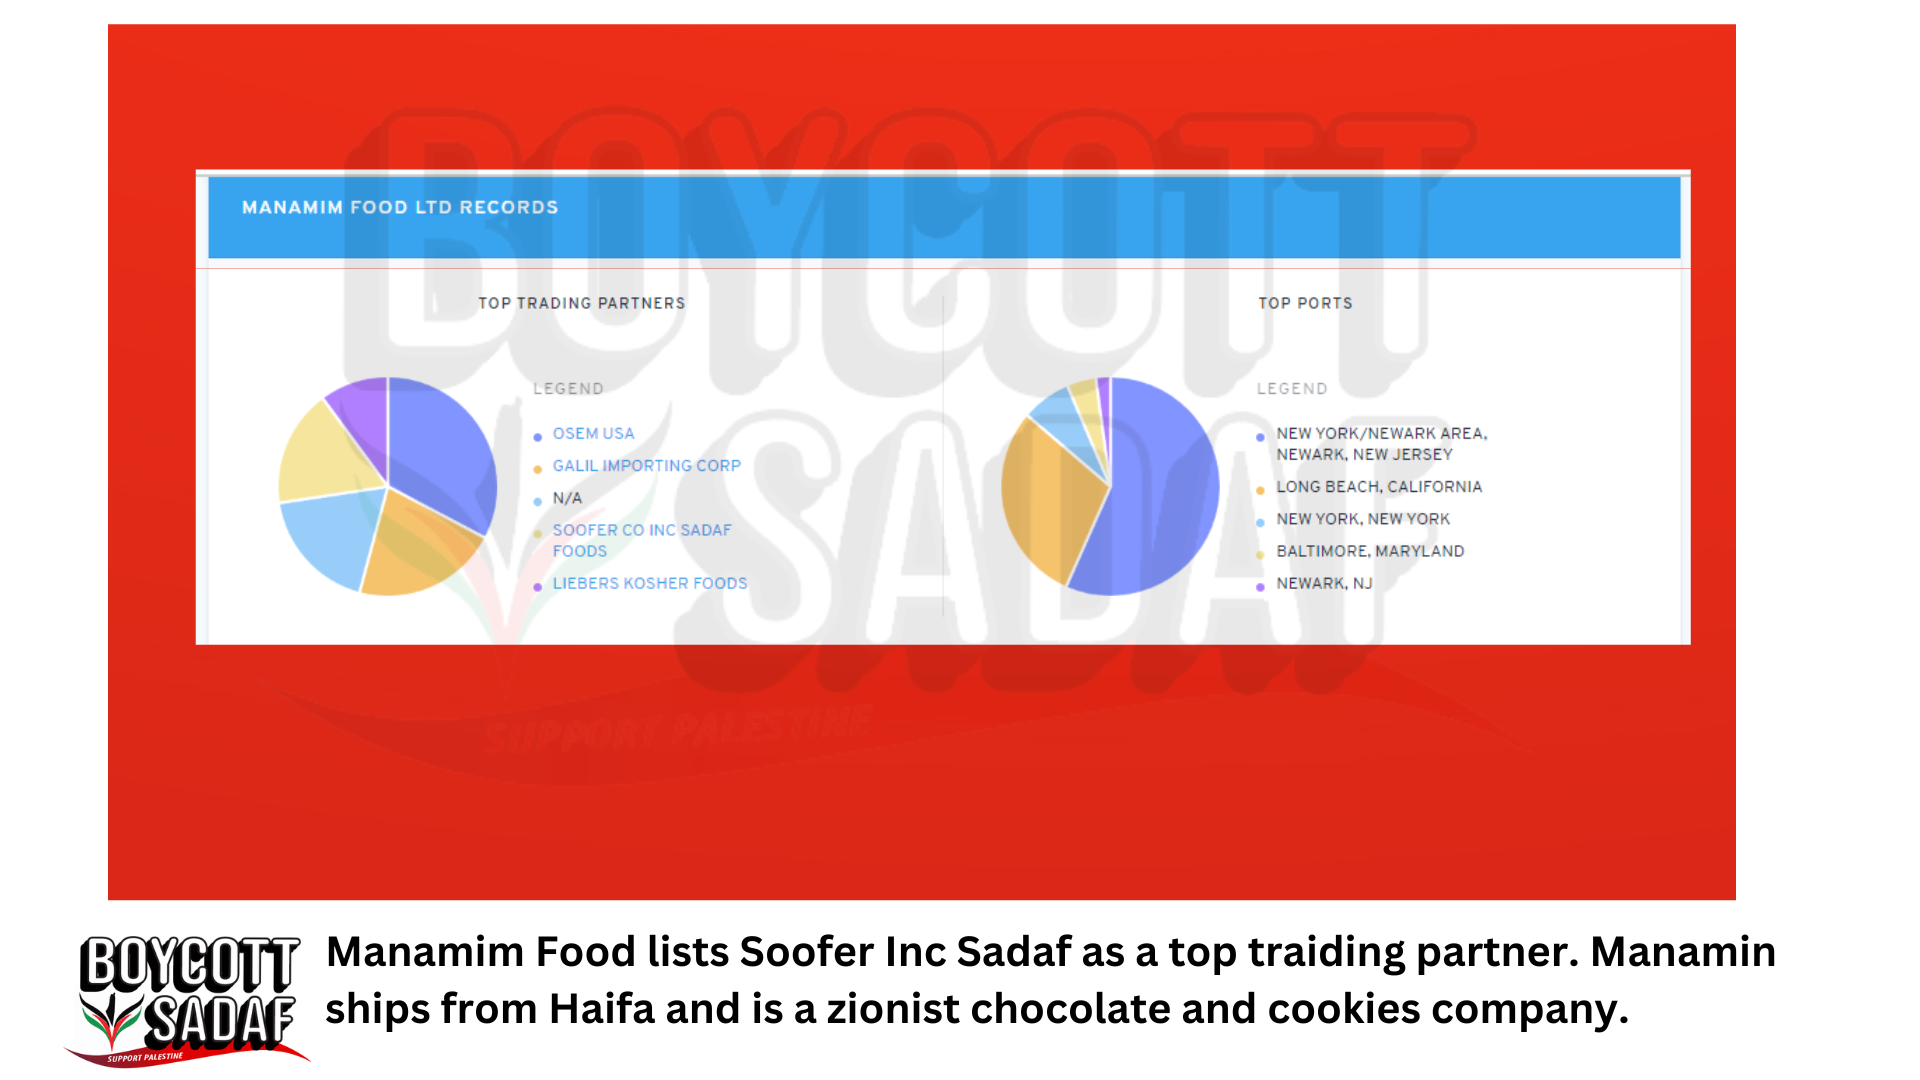 BOYCOTT
SADAF
SUPPORT PALESTINE
MANAMIM FOOD LTD RECORDS
TOP TRADING PARTNERS
LEGEND
OSEM USA
GALIL IMPORTING CORP
N/A
SOOFER CO INC SADAF
FOODS
LIEBERS KOSHER FOODS
TOP PORTS
LEGEND
NEW YORK/NEWARK AREA,
NEWARK, NEW JERSEY
LONG BEACH, CALIFORNIA
NEW YORK, NEW YORK
BALTIMORE, MARYLAND
NEWARK, NJ
BOYCOTT
SADAF
SUPPORT PALESTINE
Manamim Food lists Soofer Inc Sadaf as a top traiding partner. Manamin
ships from Haifa and is a zionist chocolate and cookies company.